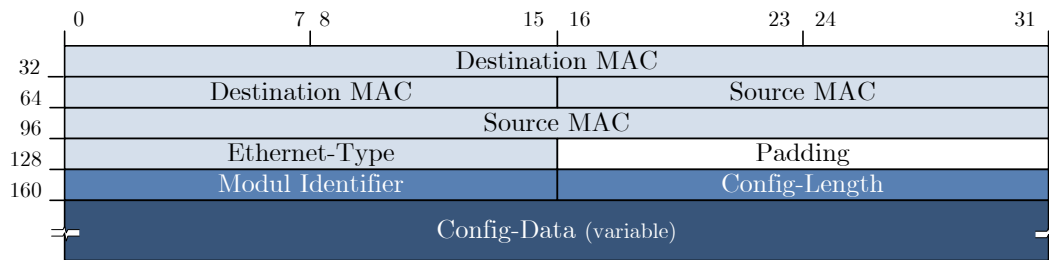 0 7 8 15 16 23 24 31
Destination MAC
32
Destination MAC Source MAC
64
Source MAC
96
Ethernet-Type Padding
128
Modul Identifier Config-Length
160
Config-Data (variable)